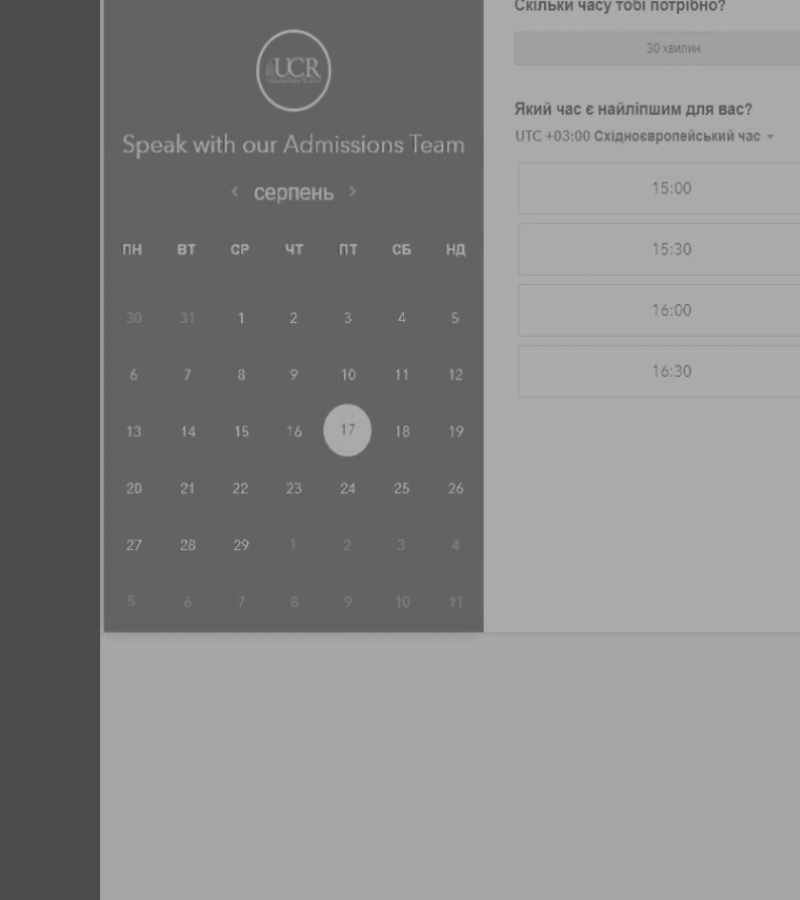 UCR
Speak with our Admissions Team
серпень
ПН ВТ СР ЧТ ПТ СБ НД
30 31 1 2 3 4 5
6 7 8 9 10 11 12
13 14 15 16 17 18 19
20 21 22 23 24 25 26
27 28 29 1 2 3 4
5 6 7 8 9 10 11
Скільки часу тобі потрібно?
30 хвилин
Який час є найліпшим для вас?
UTC +03:00 Східноєвропейський час
15:00
15:30
16:00
16:30